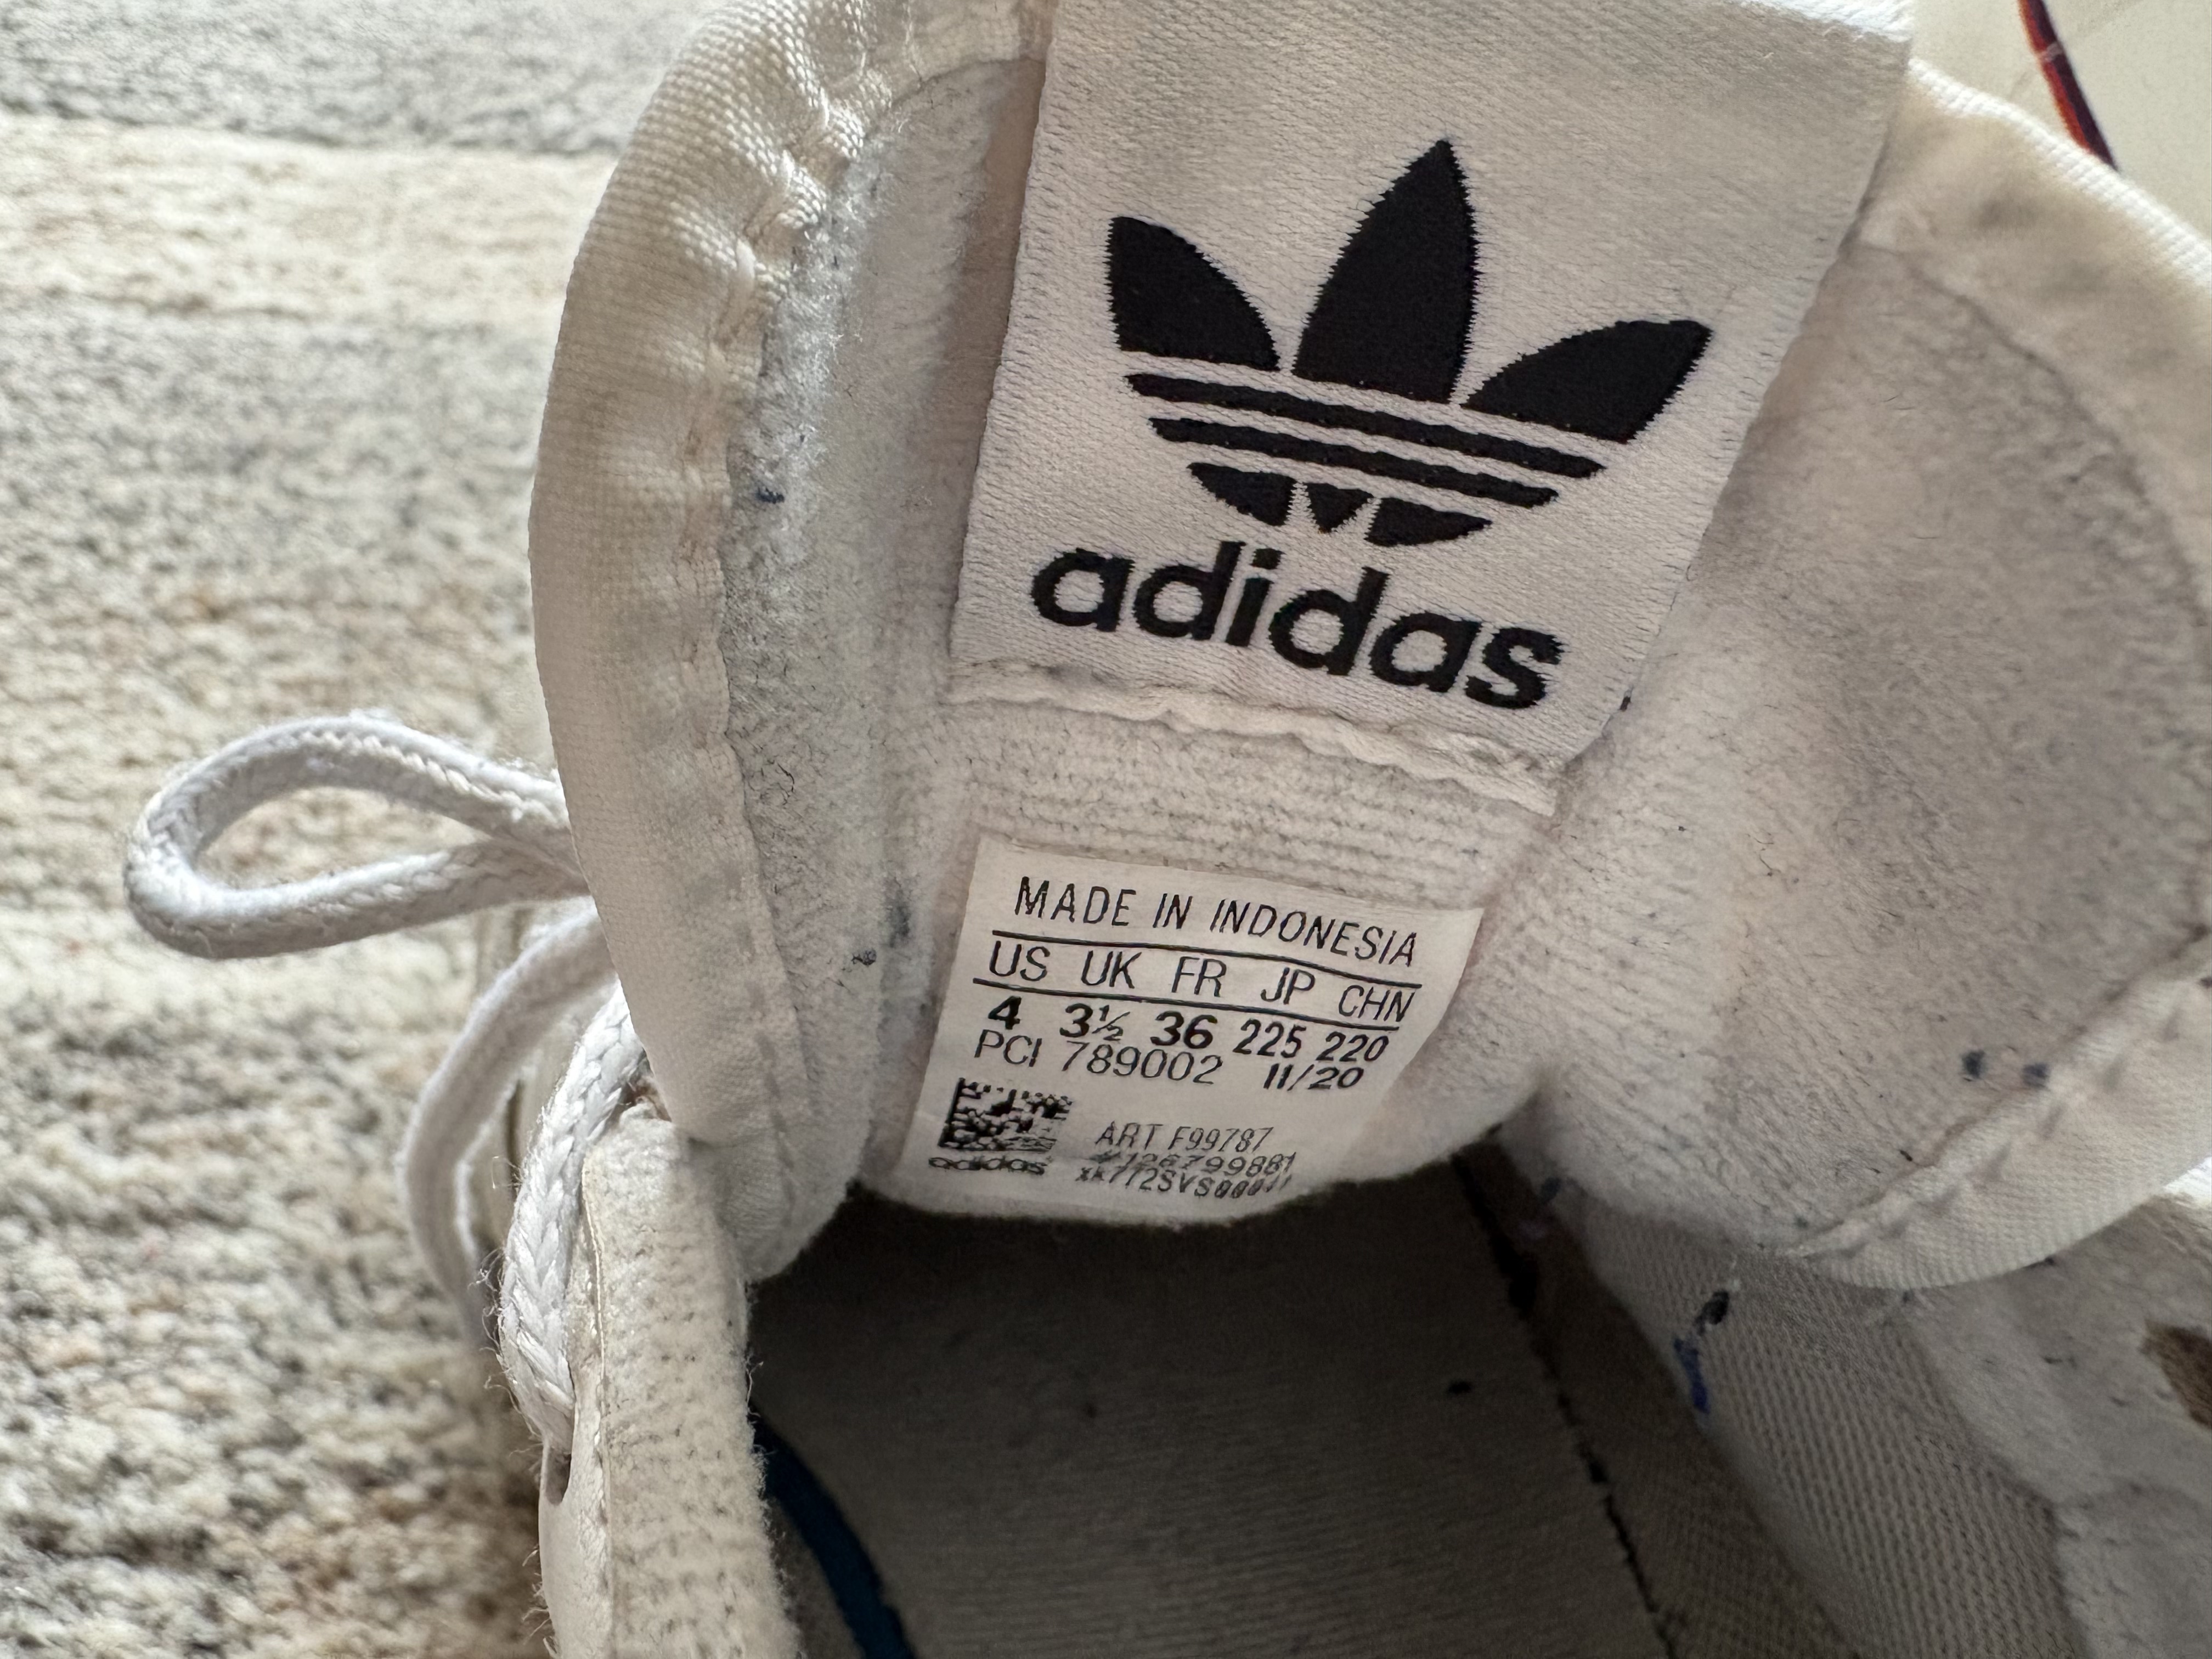 adidas
MADE IN INDONESIA
US UK FR JP CHN
4 3½ 36 225 220
PCI 789002 11/20
ART F99787
adidas